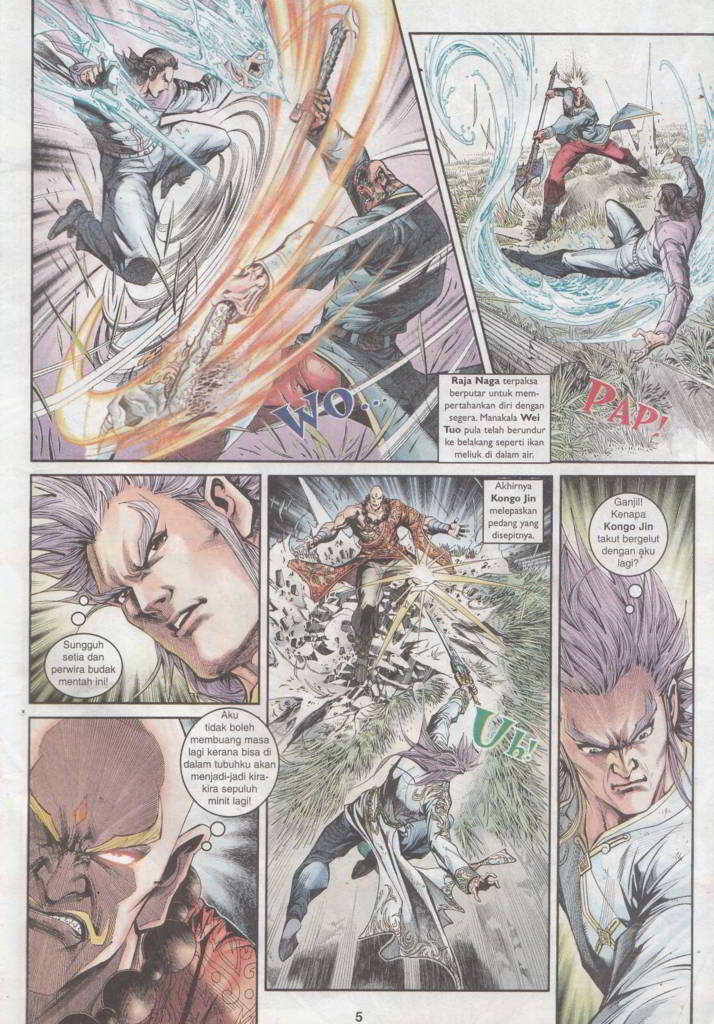 WO...
Raja Naga terpaksa
berputar untuk mem-
pertahankan diri dengan
segera. Manakala Wei
Tuo pula telah berundur
ke belakang seperti ikan
meliuk di dalam air.
PAP!
Sungguh
setia dan
perwira budak
mentah ini!
Aku
tidak boleh
membuang masa
lagi kerana bisa di
dalam tubuhku akan
menjadi-jadi kira-
kira sepuluh
minit lagi!
Akhirnya
Kongo Jin
melepaskan
pedang yang
disepitnya.
Uh!
Ganjil!
Kenapa
Kongo Jin
takut bergelut
dengan aku
lagi?
5